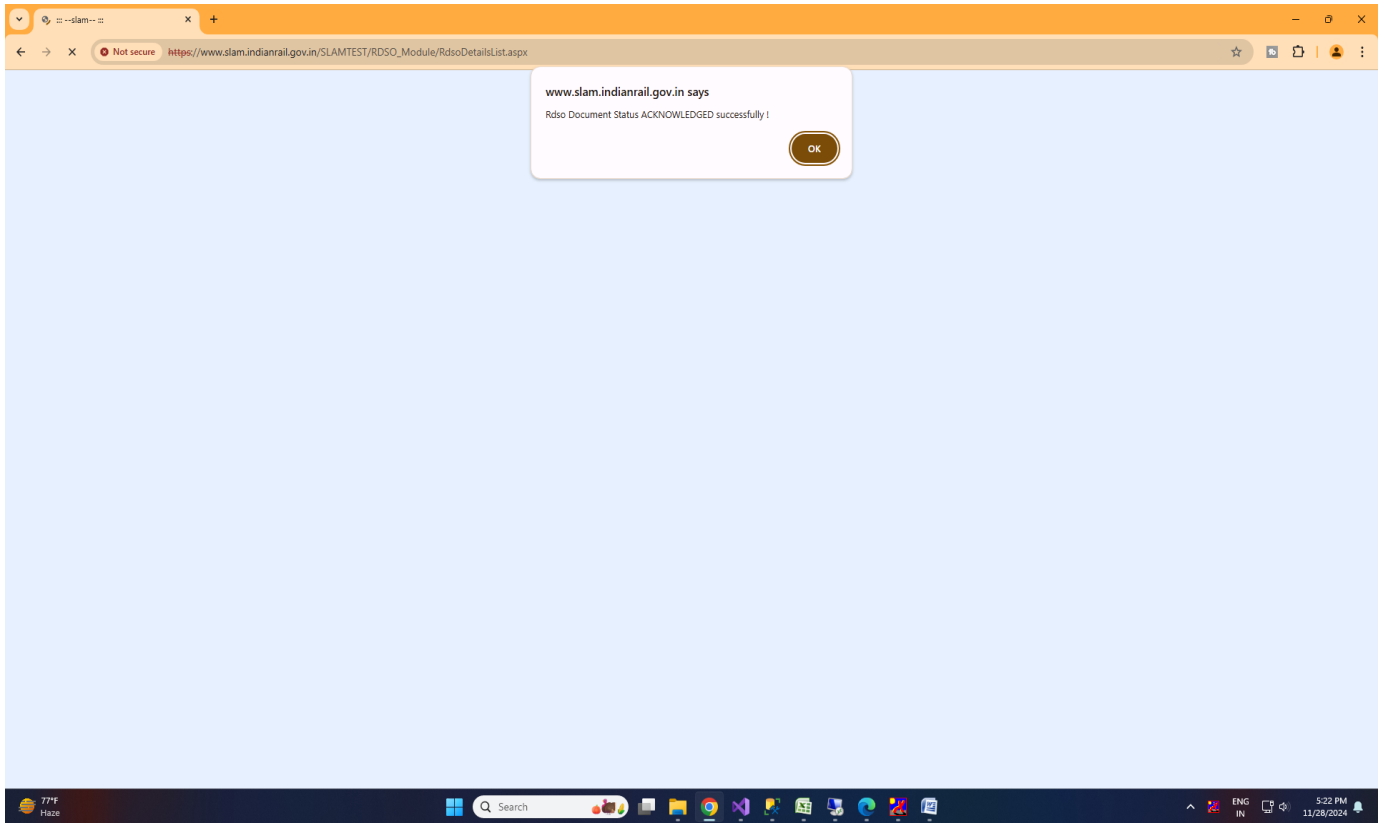 ::: --slam-- :::
Not secure https://www.slam.indianrail.gov.in/SLAMTEST/RDSO_Module/RdsoDetailsList.aspx
www.slam.indianrail.gov.in says
Rdso Document Status ACKNOWLEDGED successfully !
OK
77°F
Haze
Search
ENG
IN
5:22 PM
11/28/2024